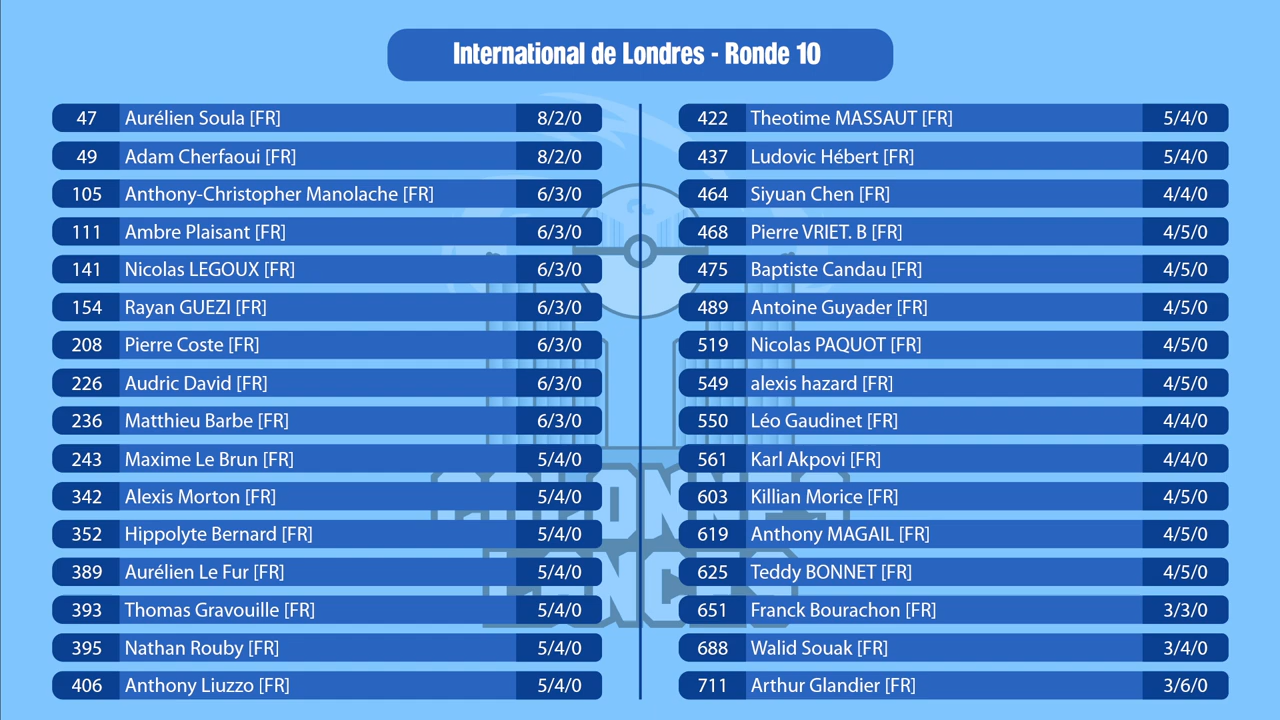 International de Londres - Ronde 10
47 Aurélien Soula [FR] 8/2/0
49 Adam Cherfaoui [FR] 8/2/0
105 Anthony-Christopher Manolache [FR] 6/3/0
111 Ambre Plaisant [FR] 6/3/0
141 Nicolas LEGOUX [FR] 6/3/0
154 Rayan GUEZI [FR] 6/3/0
208 Pierre Coste [FR] 6/3/0
226 Audric David [FR] 6/3/0
236 Matthieu Barbe [FR] 6/3/0
243 Maxime Le Brun [FR] 5/4/0
342 Alexis Morton [FR] 5/4/0
352 Hippolyte Bernard [FR] 5/4/0
389 Aurélien Le Fur [FR] 5/4/0
393 Thomas Gravouille [FR] 5/4/0
395 Nathan Rouby [FR] 5/4/0
406 Anthony Liuzzo [FR] 5/4/0
422 Theotime MASSAUT [FR] 5/4/0
437 Ludovic Hébert [FR] 5/4/0
464 Siyuan Chen [FR] 4/4/0
468 Pierre VRIET. B [FR] 4/5/0
475 Baptiste Candau [FR] 4/5/0
489 Antoine Guyader [FR] 4/5/0
519 Nicolas PAQUOT [FR] 4/5/0
549 alexis hazard [FR] 4/5/0
550 Léo Gaudinet [FR] 4/4/0
561 Karl Akpovi [FR] 4/4/0
603 Killian Morice [FR] 4/5/0
619 Anthony MAGAIL [FR] 4/5/0
625 Teddy BONNET [FR] 4/5/0
651 Franck Bourachon [FR] 3/3/0
688 Walid Souak [FR] 3/4/0
711 Arthur Glandier [FR] 3/6/0